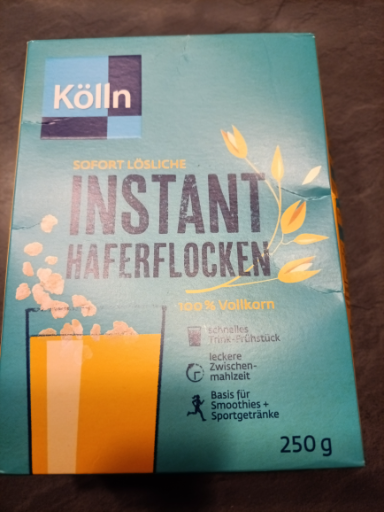 Kölln
SOFORT LÖSLICHE
INSTANT
HAFERFLOCKEN
100% Vollkorn
schnelles
Trink-Frühstück
leckere
Zwischen-
mahlzeit
Basis für
Smoothies +
Sportgetränke
250 g